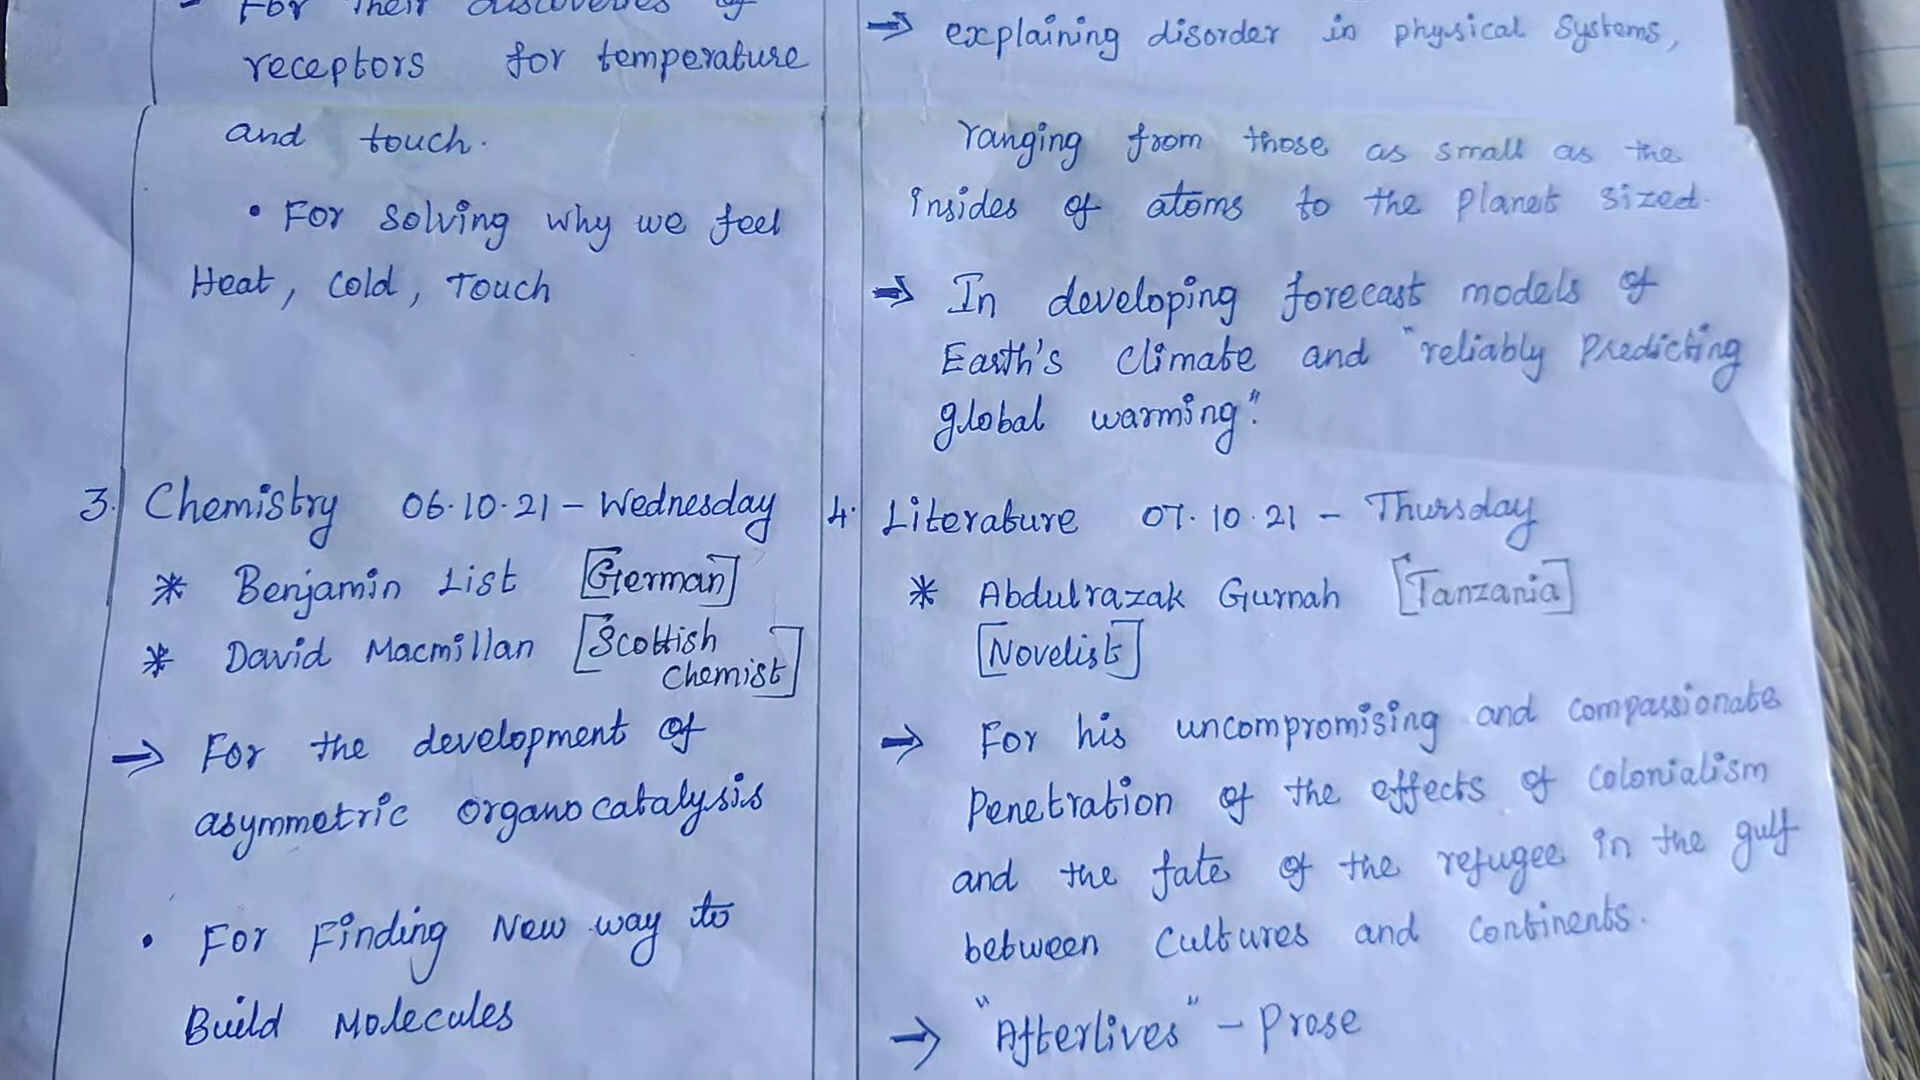 - For their discoveries of
receptors for temperature
and touch.
• For solving why we feel
Heat, Cold, Touch
⇒ explaining disorder in physical Systems,
ranging from those as small as the
insides of atoms to the planet sized.
⇒ In developing forecast models of
Earth's climate and "reliably Predicting
global warming".
3. Chemistry 06.10.21 - Wednesday
* Benjamin List [German]
* David Macmillan [Scottish
Chemist]
⇒ For the development of
asymmetric organocatalysis
• For Finding New way to
Build Molecules
4. Literature 07.10.21 - Thursday
* Abdulrazak Gurnah [Tanzania]
[Novelist]
⇒ For his uncompromising and compassionate
Penetration of the effects of colonialism
and the fate of the refugee in the gulf
between Cultures and Continents.
⇒ "Afterlives" - Prose